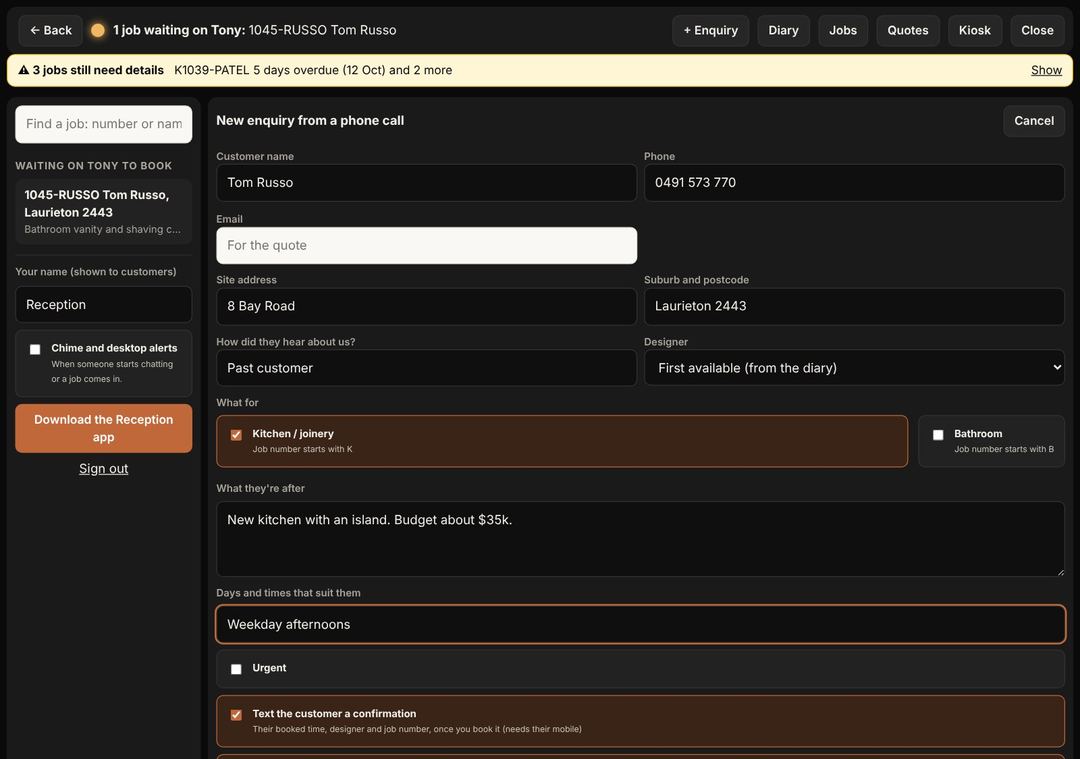 ← Back
1 job waiting on Tony: 1045-RUSSO Tom Russo
+ Enquiry
Diary
Jobs
Quotes
Kiosk
Close
⚠ 3 jobs still need details K1039-PATEL 5 days overdue (12 Oct) and 2 more
Show
Find a job: number or nam
WAITING ON TONY TO BOOK
1045-RUSSO Tom Russo,
Laurieton 2443
Bathroom vanity and shaving c...
Your name (shown to customers)
Reception
Chime and desktop alerts
When someone starts chatting
or a job comes in.
Download the Reception
app
Sign out
New enquiry from a phone call
Cancel
Customer name
Tom Russo
Phone
0491 573 770
Email
For the quote
Site address
8 Bay Road
Suburb and postcode
Laurieton 2443
How did they hear about us?
Past customer
Designer
First available (from the diary)
What for
Kitchen / joinery
Job number starts with K
Bathroom
Job number starts with B
What they're after
New kitchen with an island. Budget about $35k.
Days and times that suit them
Weekday afternoons
Urgent
Text the customer a confirmation
Their booked time, designer and job number, once you book it (needs their mobile)